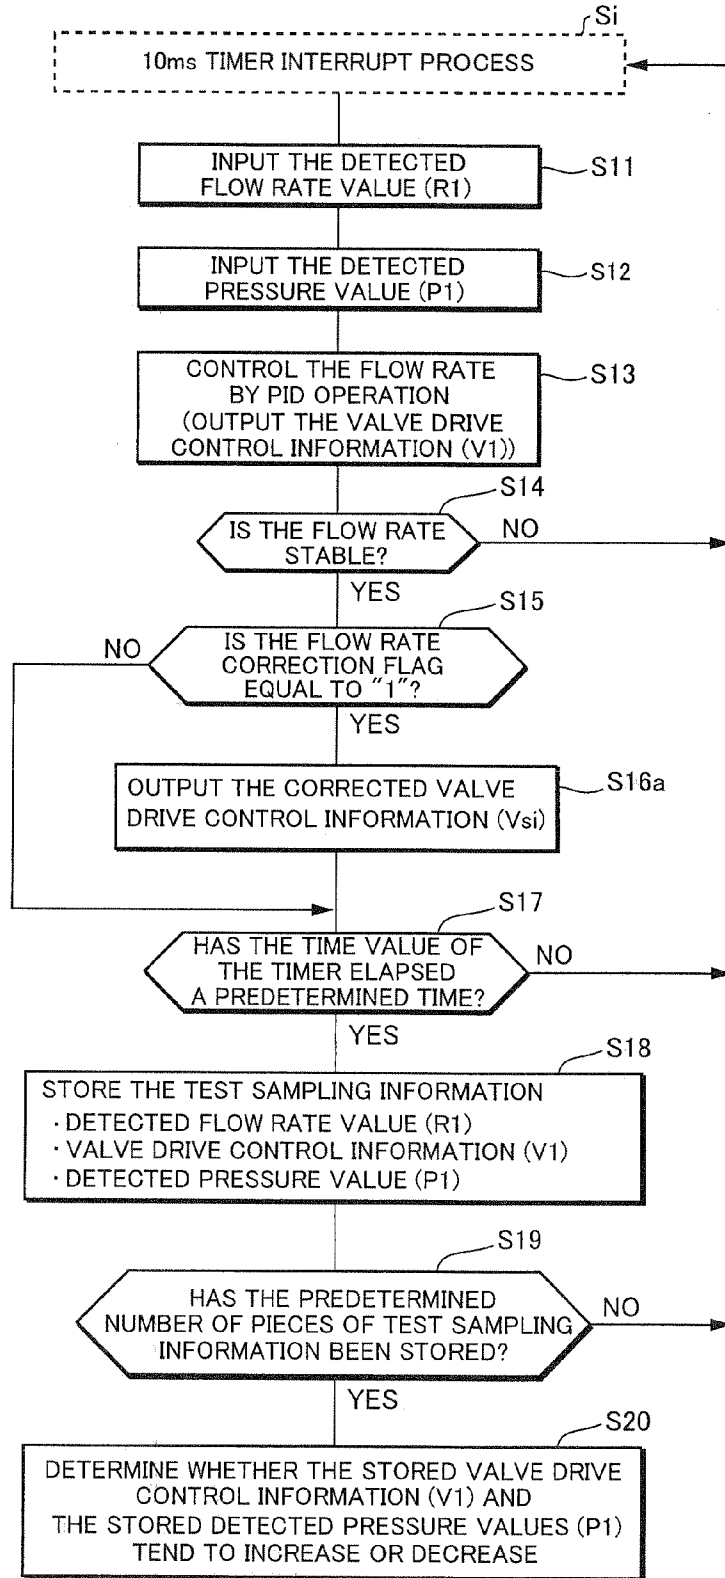 Si
10ms TIMER INTERRUPT PROCESS
INPUT THE DETECTED
FLOW RATE VALUE (R1)
S11
INPUT THE DETECTED
PRESSURE VALUE (P1)
S12
CONTROL THE FLOW RATE
BY PID OPERATION
(OUTPUT THE VALVE DRIVE
CONTROL INFORMATION (V1))
S13
S14
IS THE FLOW RATE
STABLE?
NO
YES
S15
NO
IS THE FLOW RATE
CORRECTION FLAG
EQUAL TO "1"?
YES
OUTPUT THE CORRECTED VALVE
DRIVE CONTROL INFORMATION (Vsi)
S16a
S17
HAS THE TIME VALUE OF
THE TIMER ELAPSED
A PREDETERMINED TIME?
NO
YES
S18
STORE THE TEST SAMPLING INFORMATION
· DETECTED FLOW RATE VALUE (R1)
· VALVE DRIVE CONTROL INFORMATION (V1)
· DETECTED PRESSURE VALUE (P1)
S19
HAS THE PREDETERMINED
NUMBER OF PIECES OF TEST SAMPLING
INFORMATION BEEN STORED?
NO
YES
S20
DETERMINE WHETHER THE STORED VALVE DRIVE
CONTROL INFORMATION (V1) AND
THE STORED DETECTED PRESSURE VALUES (P1)
TEND TO INCREASE OR DECREASE